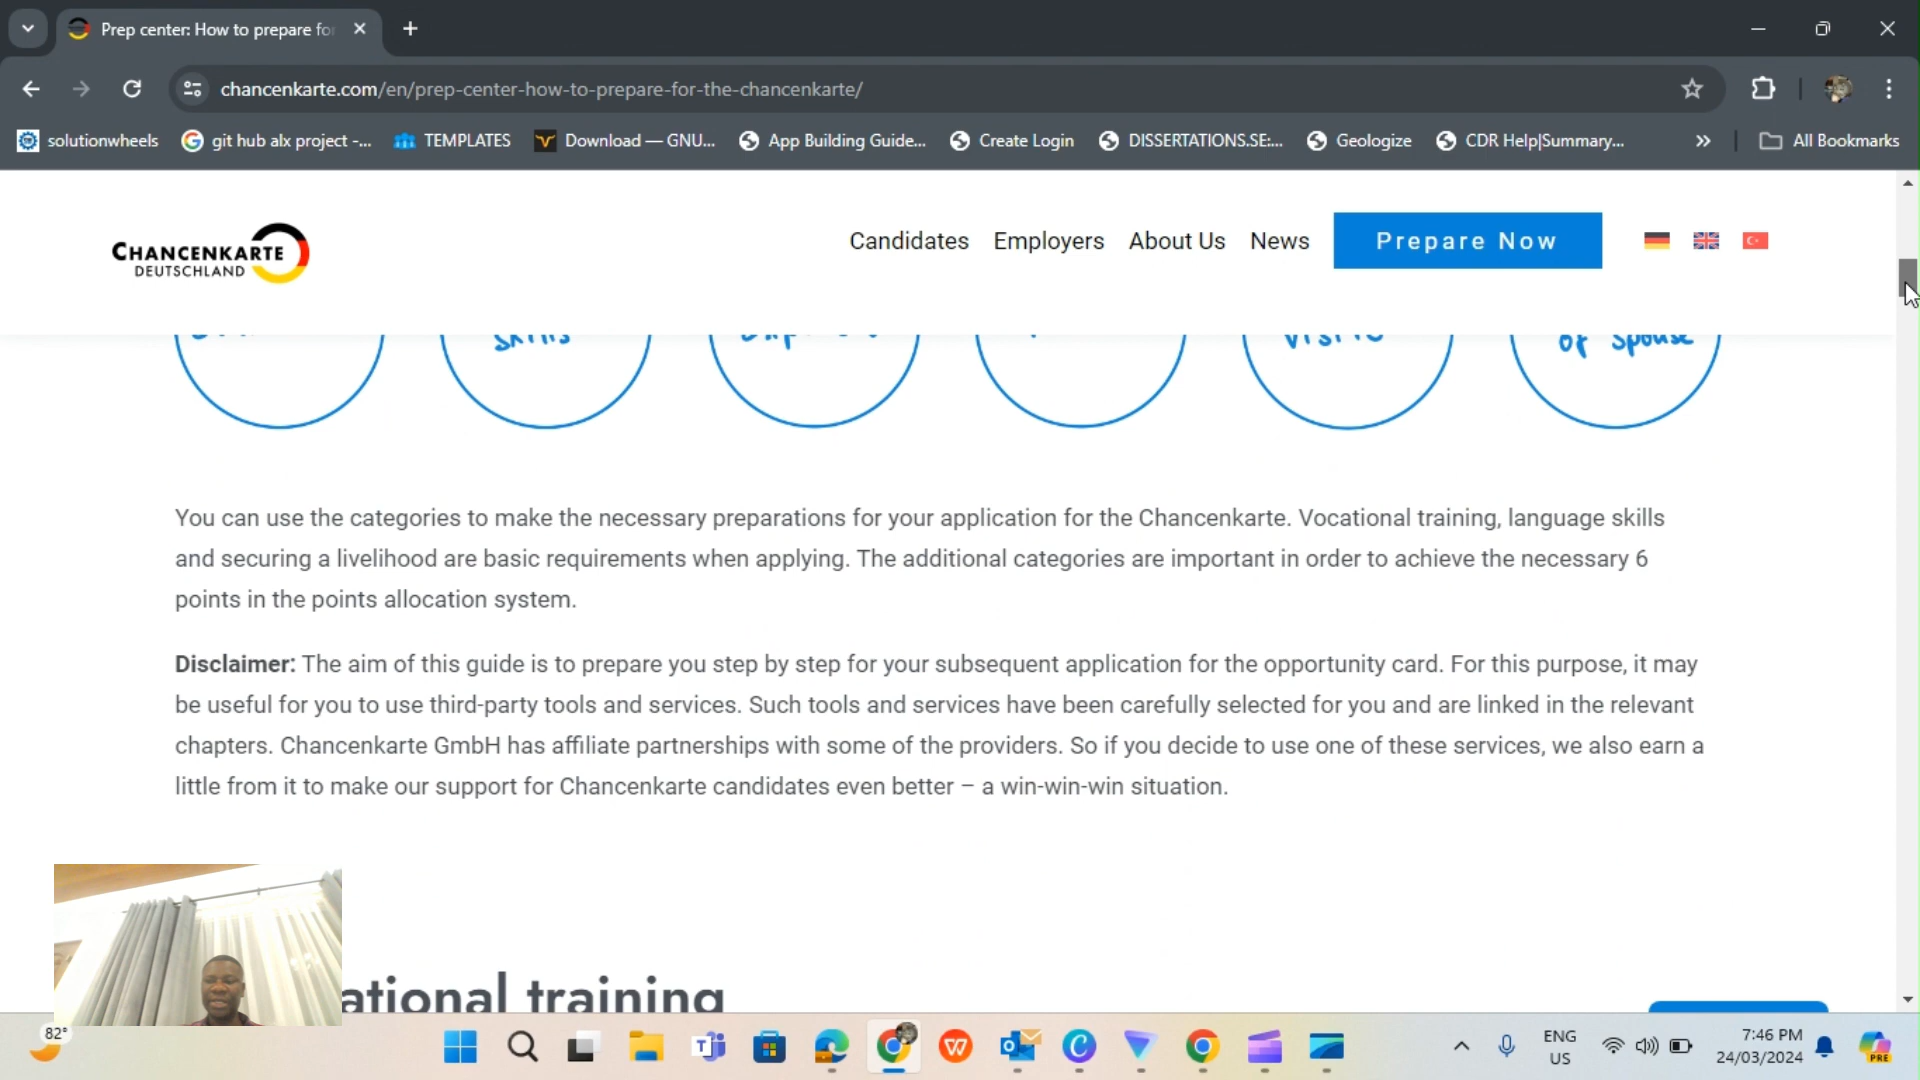 Prep center: How to prepare for
chancenkarte.com/en/prep-center-how-to-prepare-for-the-chancenkarte/
solutionwheels
git hub alx project -...
TEMPLATES
Download — GNU...
App Building Guide...
Create Login
DISSERTATIONS.SE:...
Geologize
CDR Help|Summary...
»
All Bookmarks
CHANCENKARTE
DEUTSCHLAND
Candidates
Employers
About Us
News
Prepare Now
skills
visit
of spouse
You can use the categories to make the necessary preparations for your application for the Chancenkarte. Vocational training, language skills
and securing a livelihood are basic requirements when applying. The additional categories are important in order to achieve the necessary 6
points in the points allocation system.
Disclaimer: The aim of this guide is to prepare you step by step for your subsequent application for the opportunity card. For this purpose, it may
be useful for you to use third-party tools and services. Such tools and services have been carefully selected for you and are linked in the relevant
chapters. Chancenkarte GmbH has affiliate partnerships with some of the providers. So if you decide to use one of these services, we also earn a
little from it to make our support for Chancenkarte candidates even better – a win-win-win situation.
ational training
82°
ENG
US
7:46 PM
24/03/2024
PRE